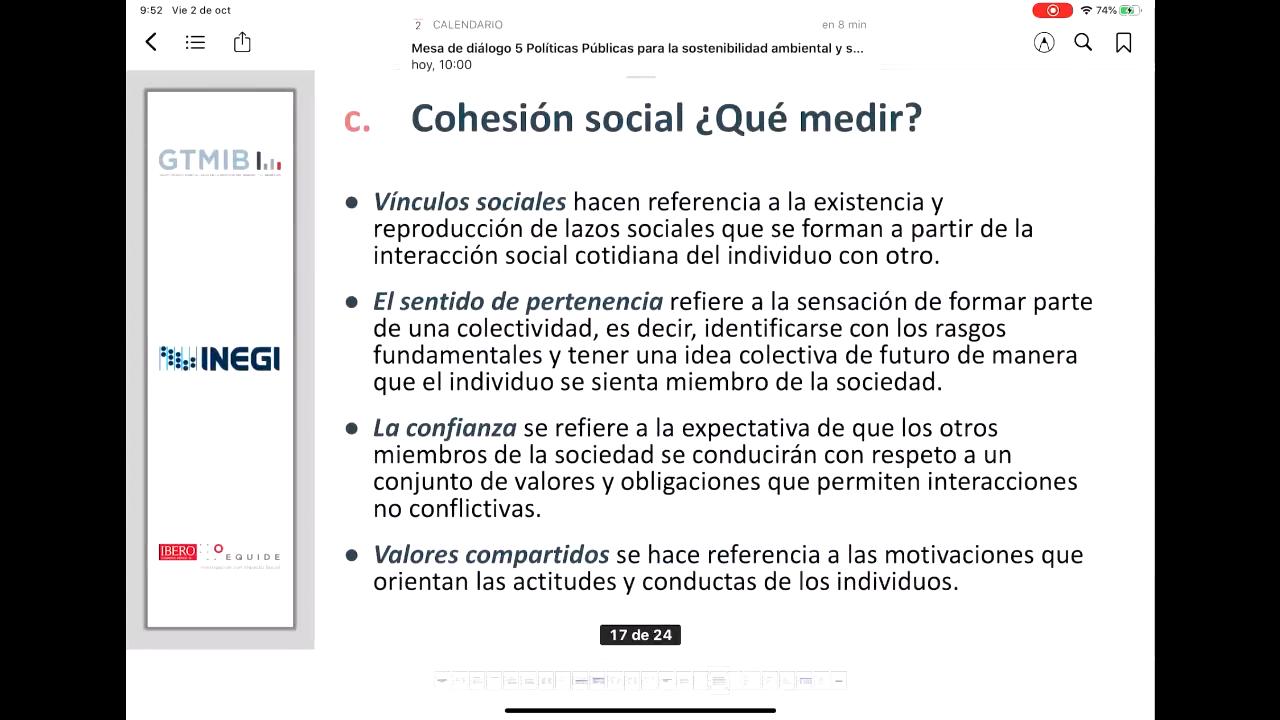 9:52 Vie 2 de oct
74%
2 CALENDARIO
en 8 min
Mesa de diálogo 5 Políticas Públicas para la sostenibilidad ambiental y s...
hoy, 10:00
c. Cohesión social ¿Qué medir?
GTMIB
INEGI
IBERO
EQUIDE
● Vínculos sociales hacen referencia a la existencia y
reproducción de lazos sociales que se forman a partir de la
interacción social cotidiana del individuo con otro.
● El sentido de pertenencia refiere a la sensación de formar parte
de una colectividad, es decir, identificarse con los rasgos
fundamentales y tener una idea colectiva de futuro de manera
que el individuo se sienta miembro de la sociedad.
● La confianza se refiere a la expectativa de que los otros
miembros de la sociedad se conducirán con respeto a un
conjunto de valores y obligaciones que permiten interacciones
no conflictivas.
● Valores compartidos se hace referencia a las motivaciones que
orientan las actitudes y conductas de los individuos.
17 de 24